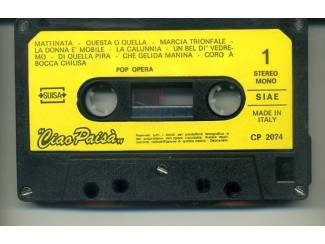 MATTINATA - QUESTA O QUELLA - MARCIA TRIONFALE -
LA DONNA E' MOBILE - LA CALUNNIA - UN BEL DI' VEDRE-
MO - DI QUELLA PIRA - CHE GELIDA MANINA - CORO A
BOCCA CHIUSA
POP OPERA
1
STEREO
MONO
SUISA
SIAE
MADE IN
ITALY
"Ciao Paisà"
CP 2074